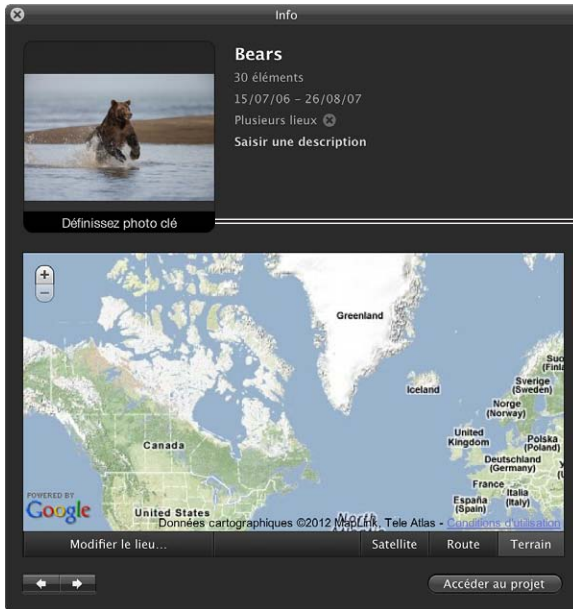 Info
Bears
30 éléments
15/07/06 – 26/08/07
Plusieurs lieux
Saisir une description
Définissez photo clé
Greenland
Iceland
Sverige
(Sweden)
Norge
(Norway)
United
Kingdom
Polska
(Poland)
Deutschland
(Germany)
France
Italia
(Italy)
España
(Spain)
Canada
United States
North
POWERED BY
Google
Données cartographiques ©2012 MapLink, Tele Atlas - Conditions d'utilisation
Modifier le lieu…
Satellite
Route
Terrain
Accéder au projet